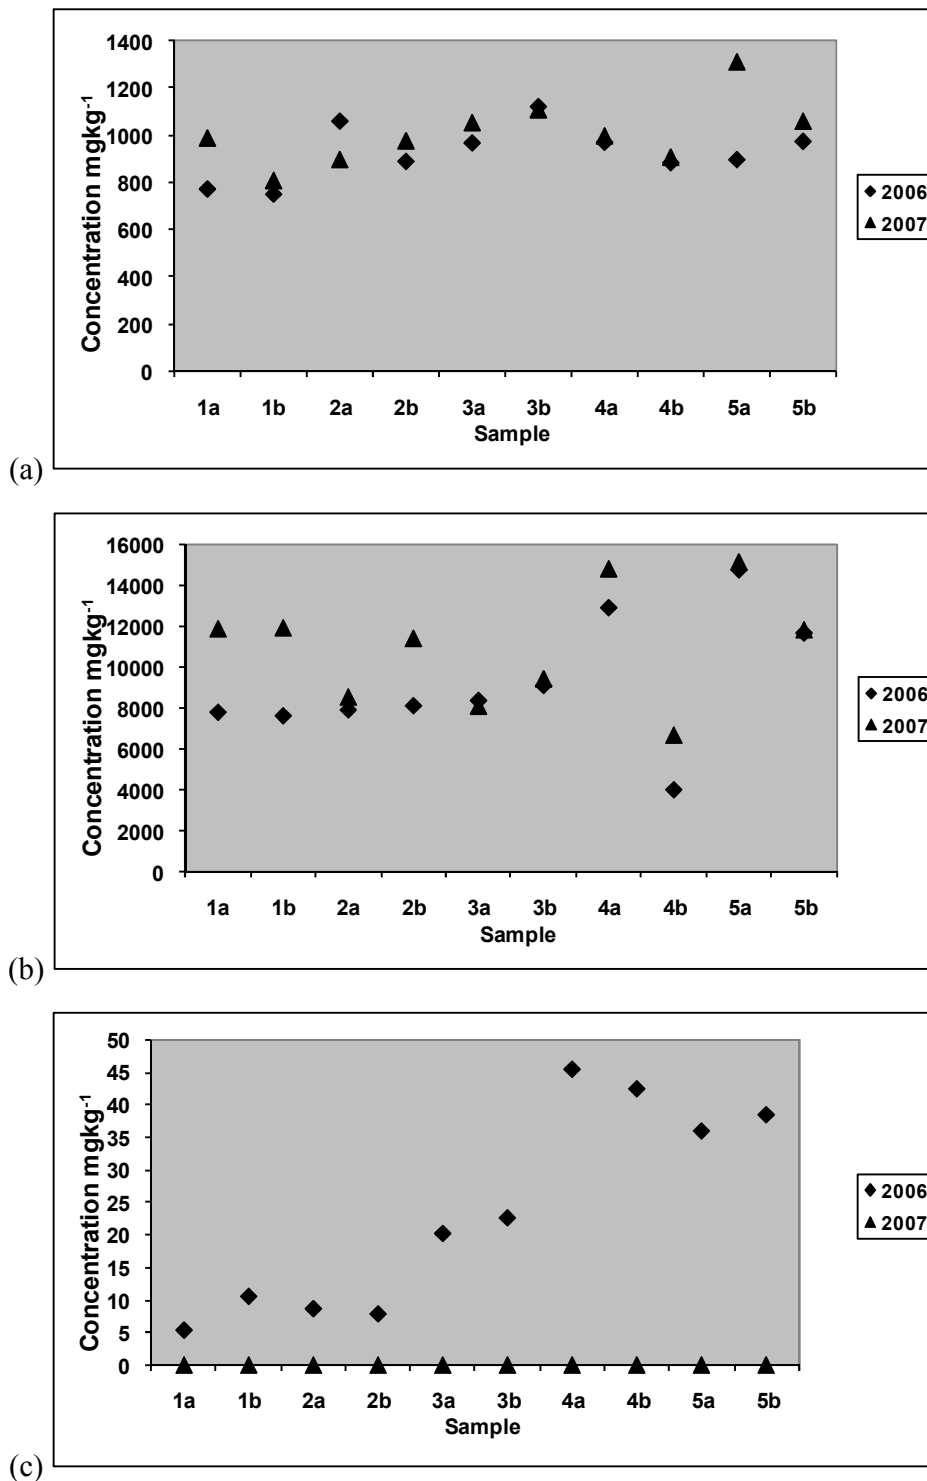 Concentration mgkg-1
1400
1200
1000
800
600
400
200
0
1a 1b 2a 2b 3a 3b 4a 4b 5a 5b
Sample
2006
2007
(a)
Concentration mgkg-1
16000
14000
12000
10000
8000
6000
4000
2000
0
1a 1b 2a 2b 3a 3b 4a 4b 5a 5b
Sample
2006
2007
(b)
Concentration mgkg-1
50
45
40
35
30
25
20
15
10
5
0
1a 1b 2a 2b 3a 3b 4a 4b 5a 5b
Sample
2006
2007
(c)